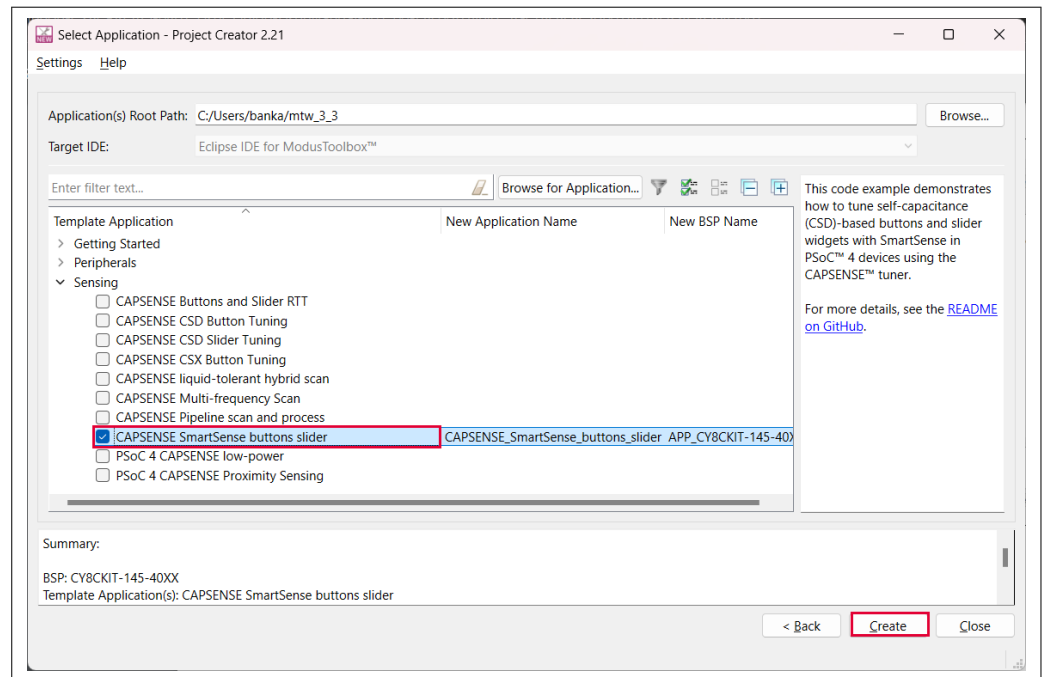 NEW Select Application - Project Creator 2.21
Settings Help
Application(s) Root Path: C:/Users/banka/mtw_3_3 Browse...
Target IDE: Eclipse IDE for ModusToolbox™
Enter filter text... Browse for Application...
Template Application New Application Name New BSP Name
Getting Started
Peripherals
Sensing
CAPSENSE Buttons and Slider RTT
CAPSENSE CSD Button Tuning
CAPSENSE CSD Slider Tuning
CAPSENSE CSX Button Tuning
CAPSENSE liquid-tolerant hybrid scan
CAPSENSE Multi-frequency Scan
CAPSENSE Pipeline scan and process
CAPSENSE SmartSense buttons slider CAPSENSE_SmartSense_buttons_slider APP_CY8CKIT-145-40X
PSoC 4 CAPSENSE low-power
PSoC 4 CAPSENSE Proximity Sensing
This code example demonstrates
how to tune self-capacitance
(CSD)-based buttons and slider
widgets with SmartSense in
PSoC™ 4 devices using the
CAPSENSE™ tuner.
For more details, see the README
on GitHub.
Summary:
BSP: CY8CKIT-145-40XX
Template Application(s): CAPSENSE SmartSense buttons slider
< Back Create Close